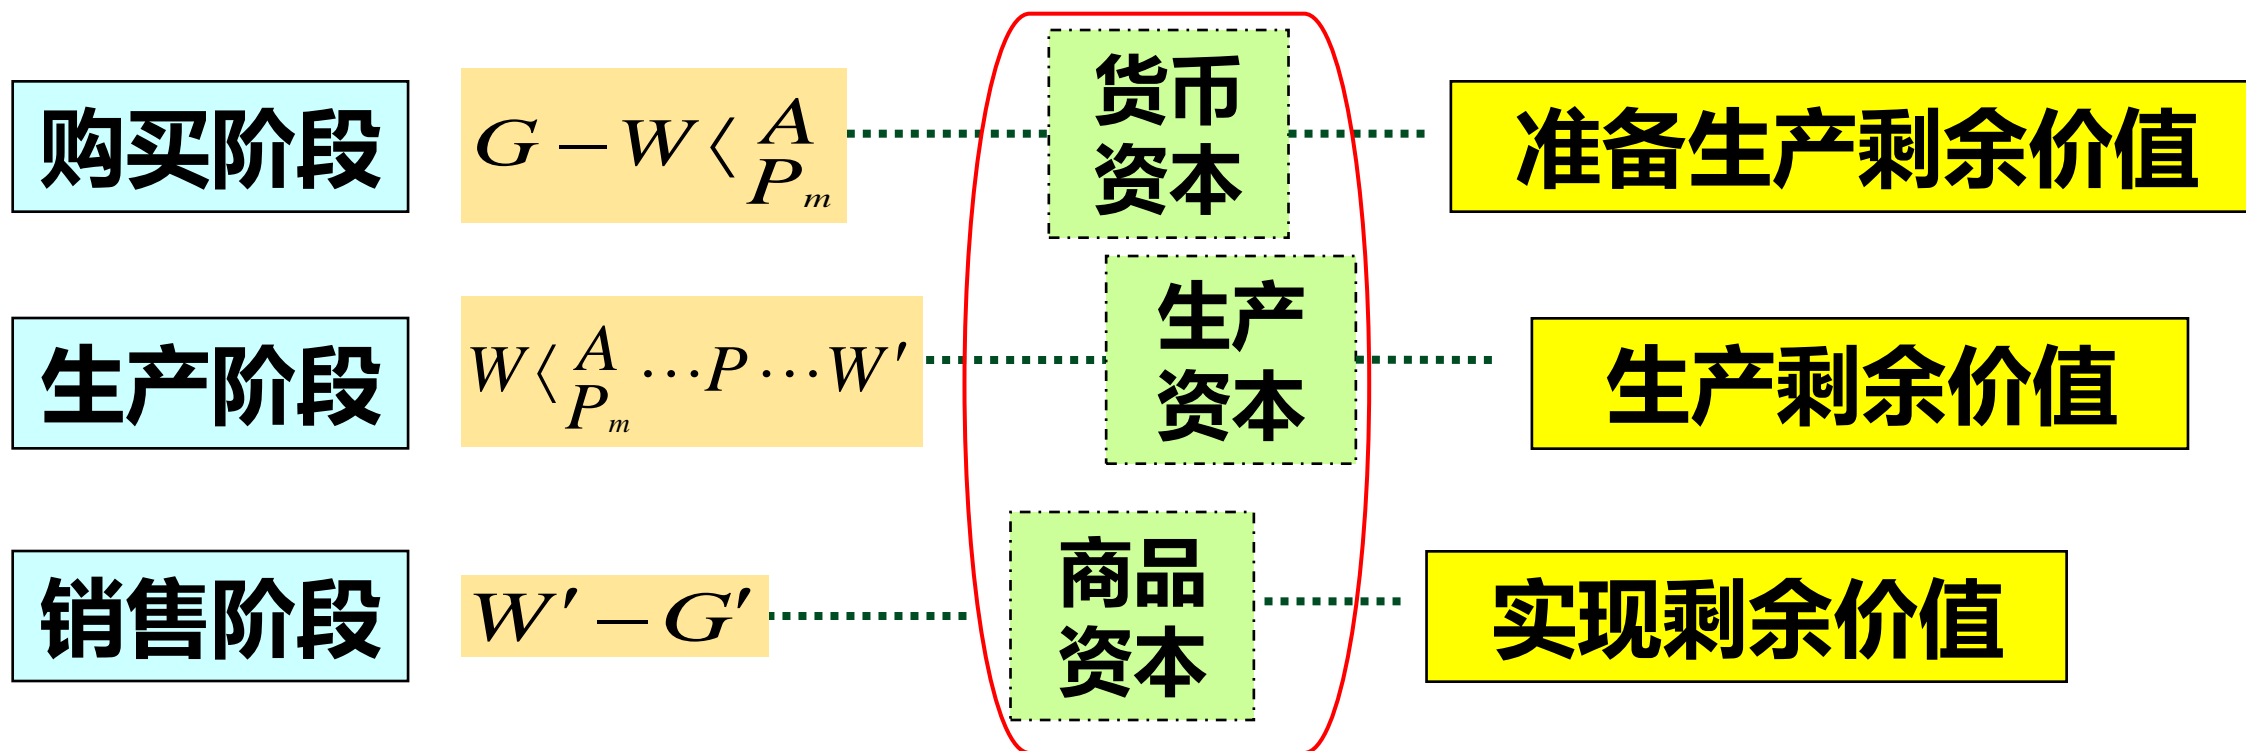 购买阶段
G – W〈 A
P m
货币
资本
准备生产剩余价值
生产阶段
W〈 A ···P···W′
P m
生产
资本
生产剩余价值
销售阶段
W′ – G′
商品
资本
实现剩余价值